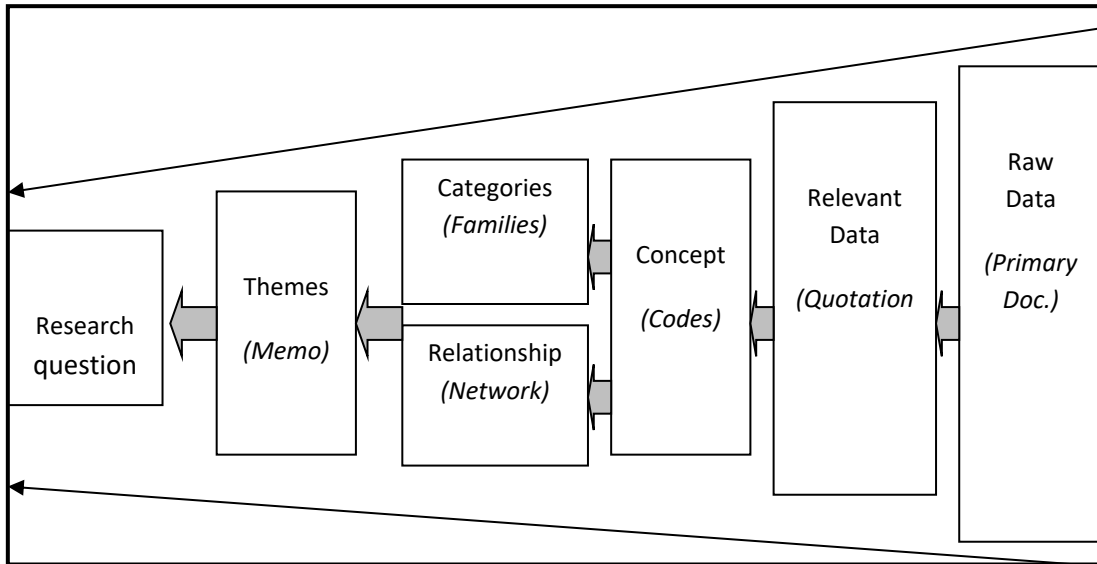 Research
question
Themes
(Memo)
Categories
(Families)
Relationship
(Network)
Concept
(Codes)
Relevant
Data
(Quotation
Raw
Data
(Primary
Doc.)